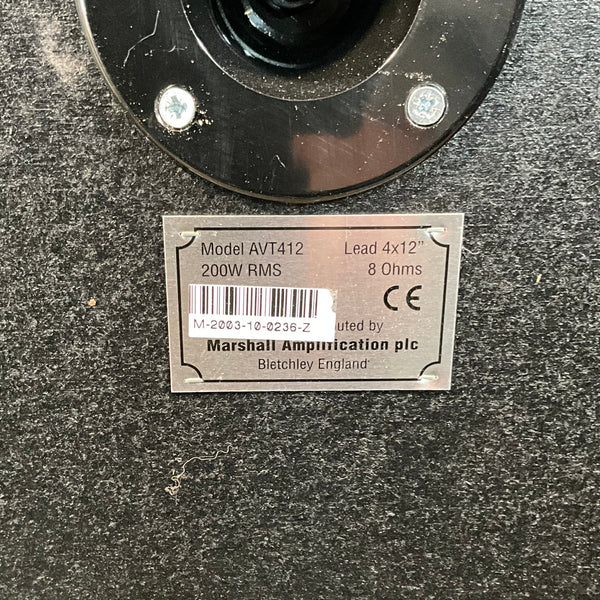 Model AVT412 Lead 4x12"
200W RMS 8 Ohms
CE
M-2003-10-0236-Z
uted by
Marshall Amplification plc
Bletchley England